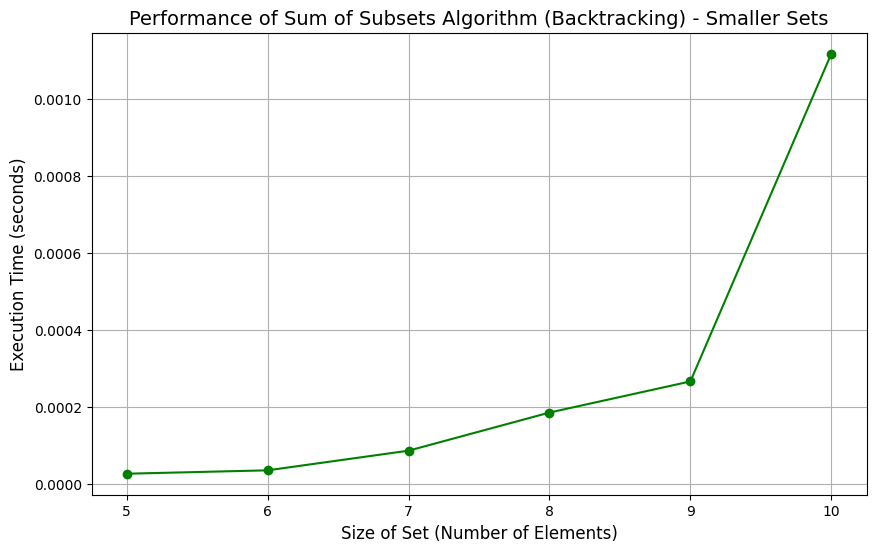 Performance of Sum of Subsets Algorithm (Backtracking) - Smaller Sets
Execution Time (seconds)
0.0010
0.0008
0.0006
0.0004
0.0002
0.0000
5 6 7 8 9 10
Size of Set (Number of Elements)